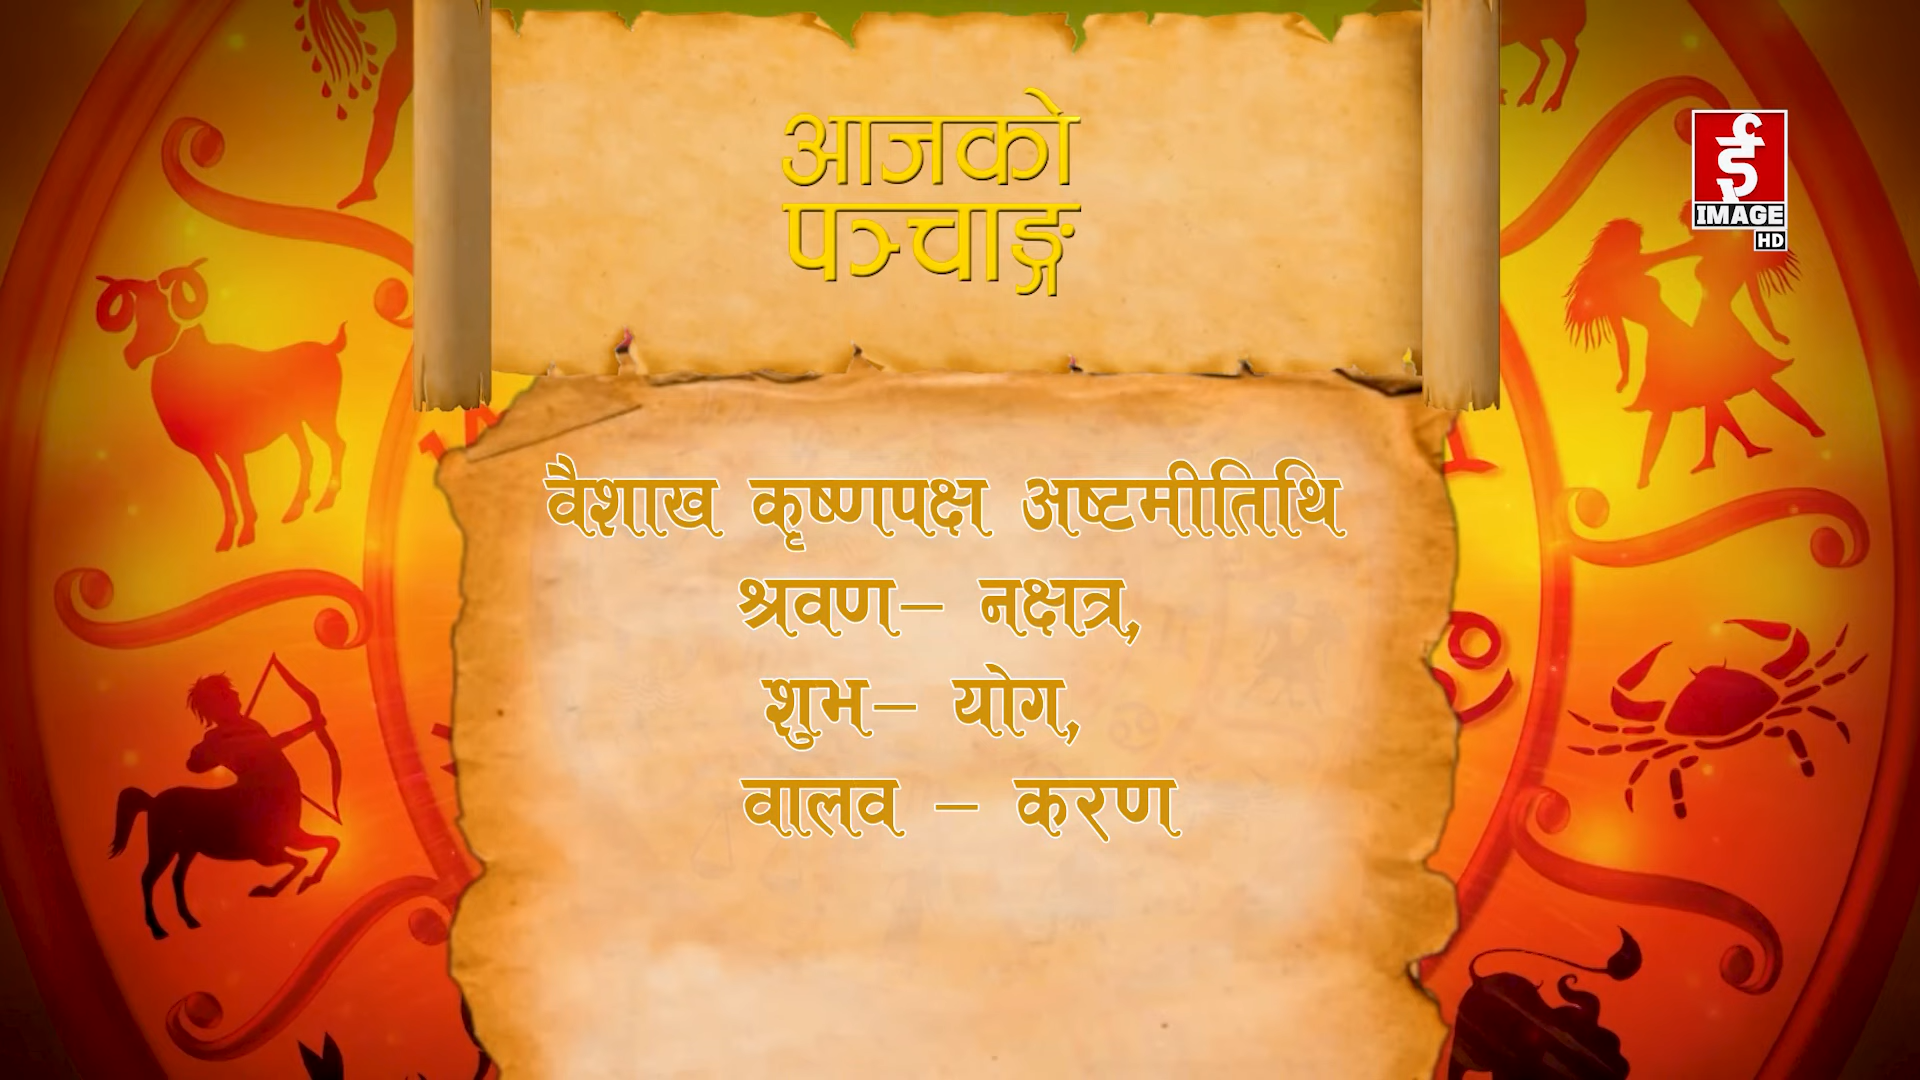 आजको
पञ्चाङ्ग
वैशाख कृष्णपक्ष अष्टमीतिथि
श्रवण– नक्षत्र,
शुभ– योग,
वालव – करण
ई
IMAGE
HD